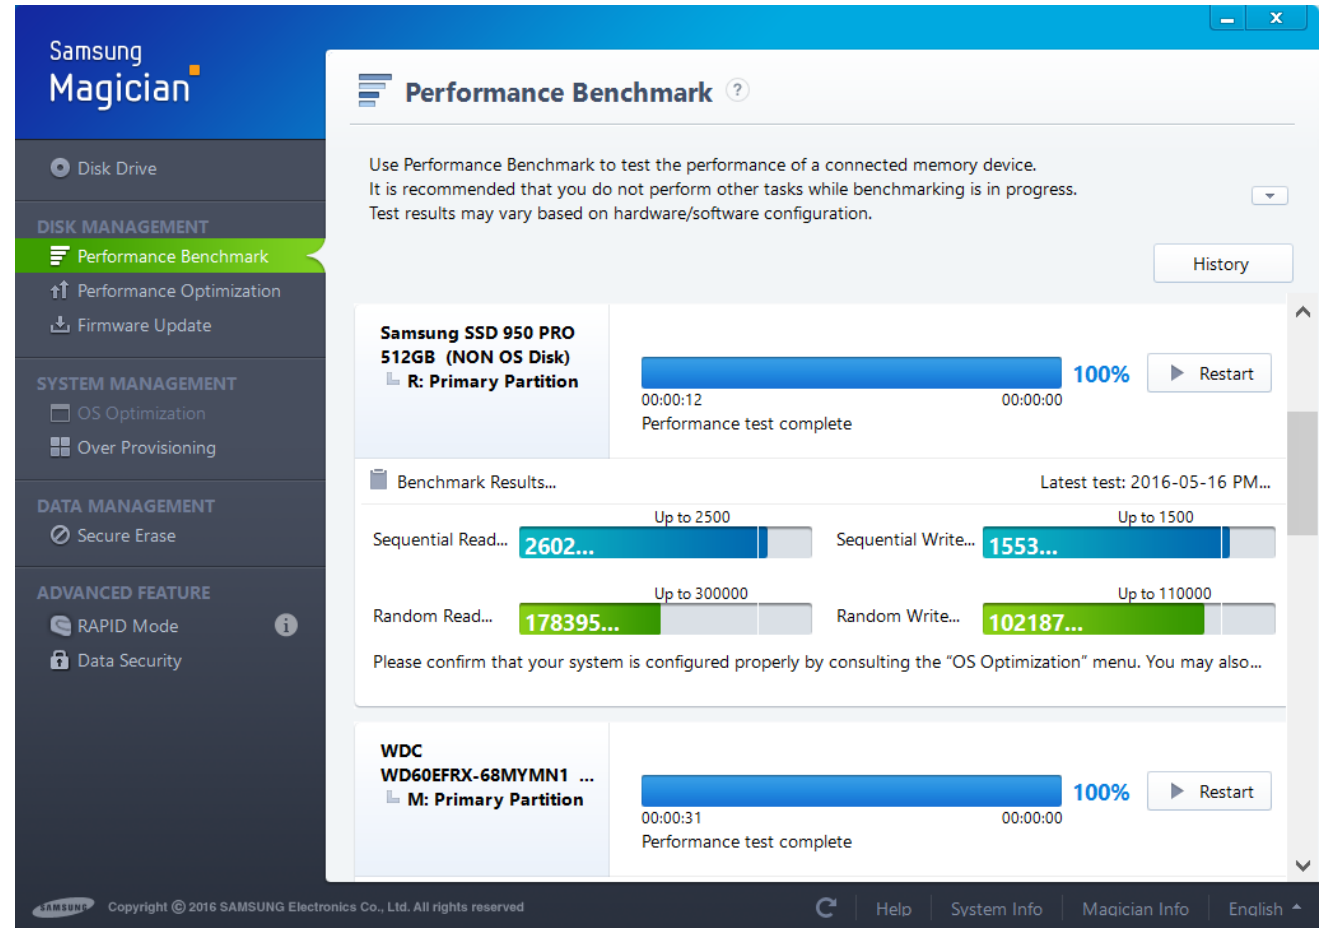 X
Samsung
Magician
Performance Benchmark ?
Disk Drive
DISK MANAGEMENT
Performance Benchmark
Performance Optimization
Firmware Update
SYSTEM MANAGEMENT
OS Optimization
Over Provisioning
DATA MANAGEMENT
Secure Erase
ADVANCED FEATURE
RAPID Mode i
Data Security
Use Performance Benchmark to test the performance of a connected memory device.
It is recommended that you do not perform other tasks while benchmarking is in progress.
Test results may vary based on hardware/software configuration.
History
Samsung SSD 950 PRO
512GB (NON OS Disk)
R: Primary Partition
100%
Restart
00:00:12 00:00:00
Performance test complete
Benchmark Results... Latest test: 2016-05-16 PM...
Up to 2500 Up to 1500
Sequential Read... 2602... Sequential Write... 1553...
Up to 300000 Up to 110000
Random Read... 178395... Random Write... 102187...
Please confirm that your system is configured properly by consulting the “OS Optimization” menu. You may also...
WDC
WD60EFRX-68MYMN1 ...
M: Primary Partition
100%
Restart
00:00:31 00:00:00
Performance test complete
SAMSUNG Copyright © 2016 SAMSUNG Electronics Co., Ltd. All rights reserved
Help System Info Magician Info English